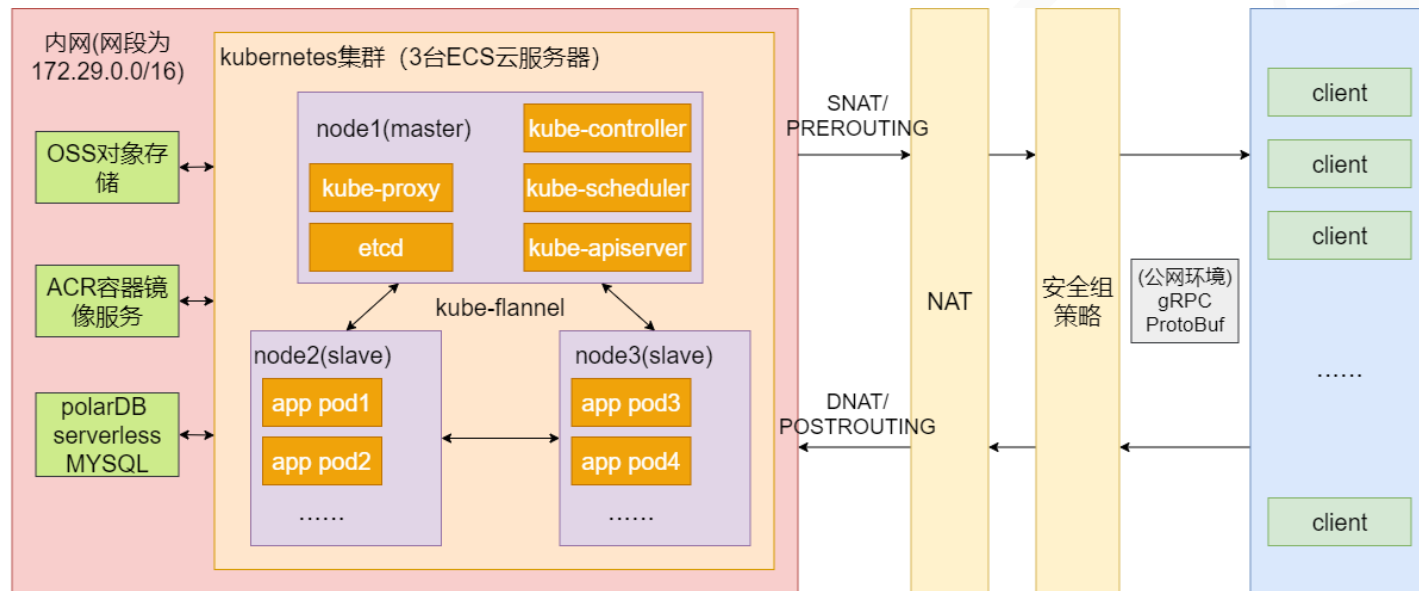 内网(网段为
172.29.0.0/16)
OSS对象存
储
ACR容器镜
像服务
polarDB
serverless
MYSQL
kubernetes集群（3台ECS云服务器）
node1(master)
kube-proxy
etcd
kube-controller
kube-scheduler
kube-apiserver
kube-flannel
node2(slave)
app pod1
app pod2
......
node3(slave)
app pod3
app pod4
......
SNAT/
PREROUTING
DNAT/
POSTROUTING
NAT
安全组
策略
(公网环境)
gRPC
ProtoBuf
client
client
client
......
client